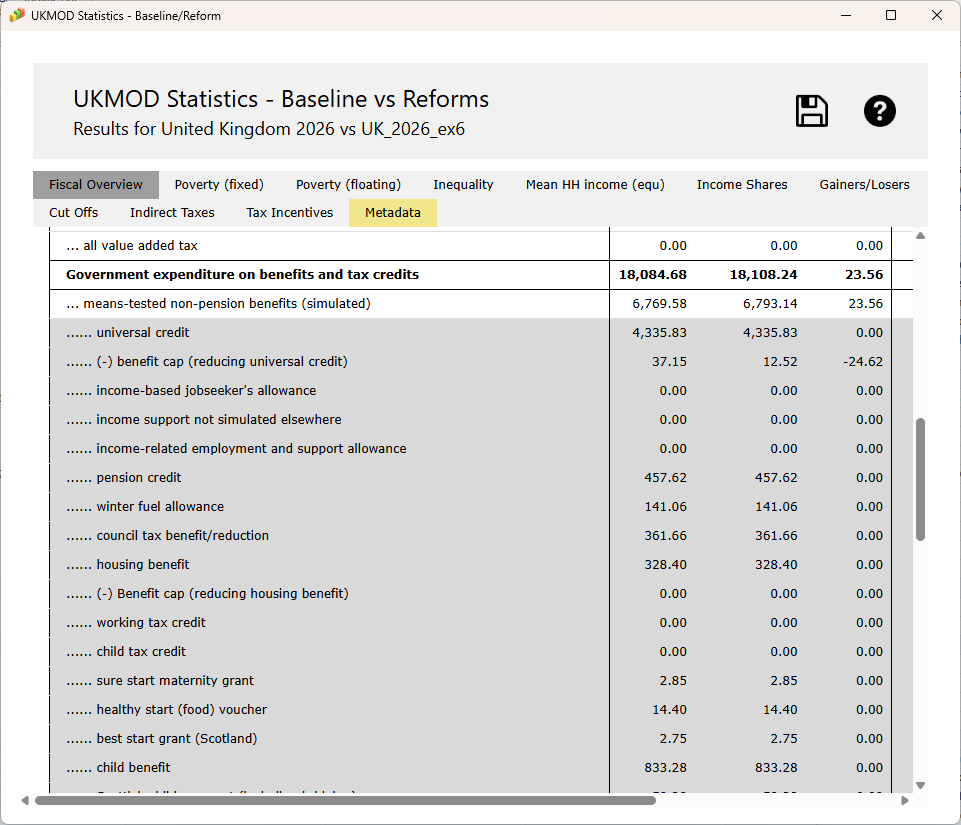 UKMOD Statistics - Baseline/Reform
UKMOD Statistics - Baseline vs Reforms
Results for United Kingdom 2026 vs UK_2026_ex6
Fiscal Overview Poverty (fixed) Poverty (floating) Inequality Mean HH income (equ) Income Shares Gainers/Losers
Cut Offs Indirect Taxes Tax Incentives Metadata
... all value added tax 0.00 0.00 0.00
Government expenditure on benefits and tax credits 18,084.68 18,108.24 23.56
... means-tested non-pension benefits (simulated) 6,769.58 6,793.14 23.56
...... universal credit 4,335.83 4,335.83 0.00
...... (-) benefit cap (reducing universal credit) 37.15 12.52 -24.62
...... income-based jobseeker's allowance 0.00 0.00 0.00
...... income support not simulated elsewhere 0.00 0.00 0.00
...... income-related employment and support allowance 0.00 0.00 0.00
...... pension credit 457.62 457.62 0.00
...... winter fuel allowance 141.06 141.06 0.00
...... council tax benefit/reduction 361.66 361.66 0.00
...... housing benefit 328.40 328.40 0.00
...... (-) Benefit cap (reducing housing benefit) 0.00 0.00 0.00
...... working tax credit 0.00 0.00 0.00
...... child tax credit 0.00 0.00 0.00
...... sure start maternity grant 2.85 2.85 0.00
...... healthy start (food) voucher 14.40 14.40 0.00
...... best start grant (Scotland) 2.75 2.75 0.00
...... child benefit 833.28 833.28 0.00